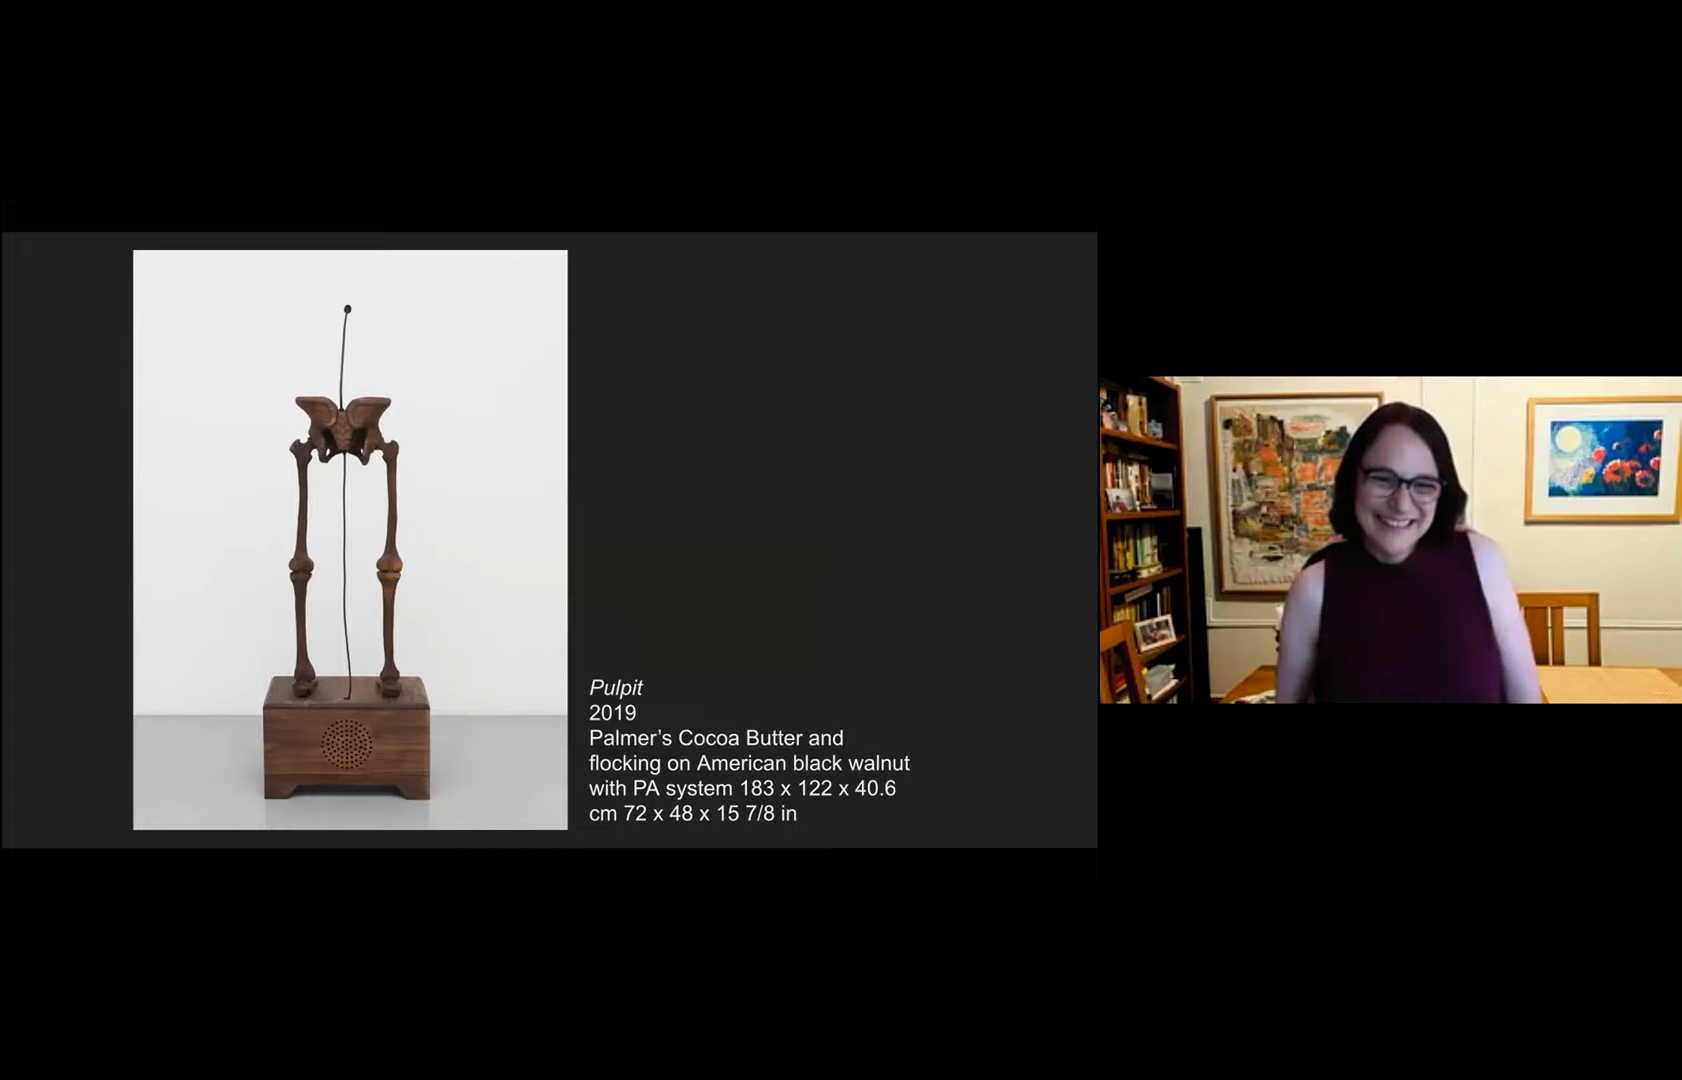 Pulpit
2019
Palmer’s Cocoa Butter and
flocking on American black walnut
with PA system 183 x 122 x 40.6
cm 72 x 48 x 15 7/8 in